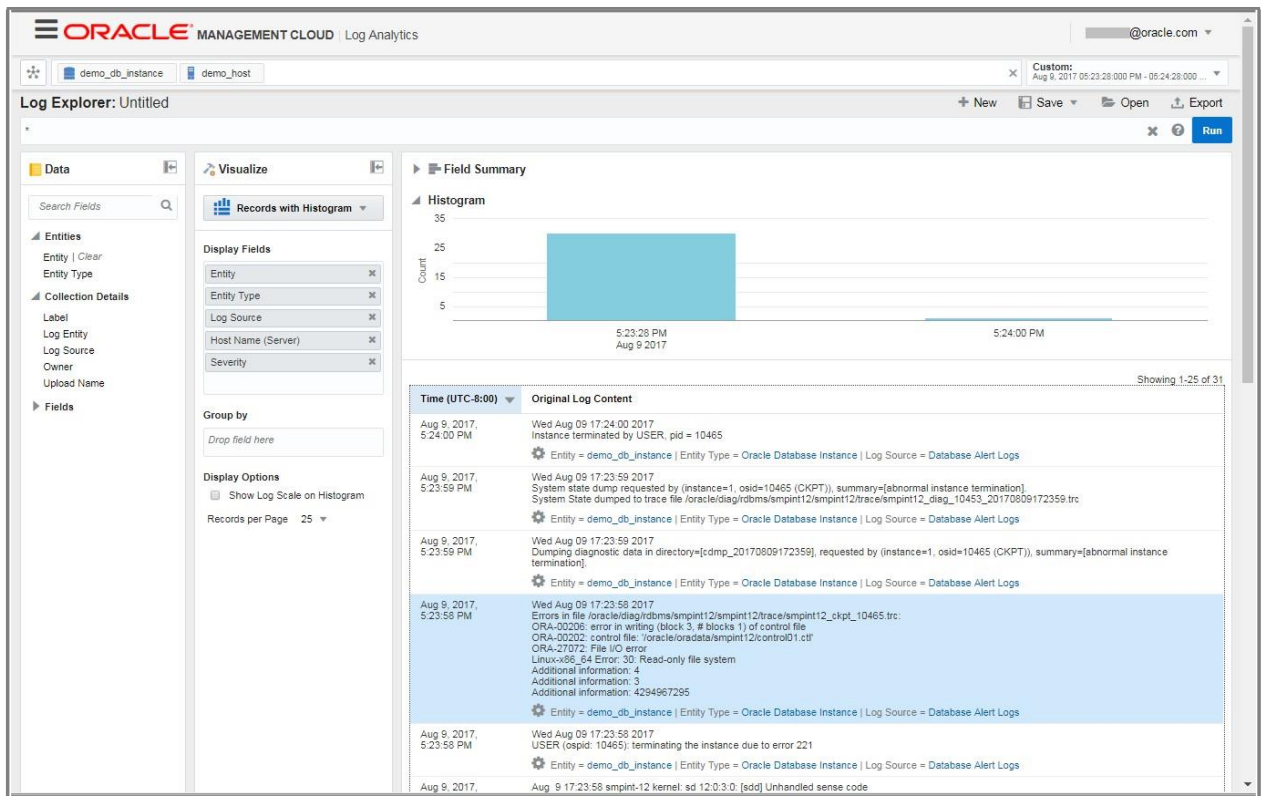 ORACLE MANAGEMENT CLOUD | Log Analytics
@oracle.com
demo_db_instance
demo_host
Custom:
Aug 9, 2017 05:23:28:000 PM - 05:24:28:000 ...
Log Explorer: Untitled
New
Save
Open
Export
*
Run
Data
Search Fields
Entities
Entity | Clear
Entity Type
Collection Details
Label
Log Entity
Log Source
Owner
Upload Name
Fields
Visualize
Records with Histogram
Display Fields
Entity
Entity Type
Log Source
Host Name (Server)
Severity
Group by
Drop field here
Display Options
Show Log Scale on Histogram
Records per Page 25
Field Summary
Histogram
Count
35
25
15
5
5:23:28 PM
Aug 9 2017
5:24:00 PM
Showing 1-25 of 31
Time (UTC-8:00)
Original Log Content
Aug 9, 2017,
5:24:00 PM
Wed Aug 09 17:24:00 2017
Instance terminated by USER, pid = 10465
Entity = demo_db_instance | Entity Type = Oracle Database Instance | Log Source = Database Alert Logs
Aug 9, 2017,
5:23:59 PM
Wed Aug 09 17:23:59 2017
System state dump requested by (instance=1, osid=10465 (CKPT)), summary=[abnormal instance termination].
System State dumped to trace file /oracle/diag/rdbms/smpint12/smpint12/trace/smpint12_diag_10453_20170809172359.trc
Entity = demo_db_instance | Entity Type = Oracle Database Instance | Log Source = Database Alert Logs
Aug 9, 2017,
5:23:59 PM
Wed Aug 09 17:23:59 2017
Dumping diagnostic data in directory=[cdmp_20170809172359], requested by (instance=1, osid=10465 (CKPT)), summary=[abnormal instance
termination].
Entity = demo_db_instance | Entity Type = Oracle Database Instance | Log Source = Database Alert Logs
Aug 9, 2017,
5:23:58 PM
Wed Aug 09 17:23:58 2017
Errors in file /oracle/diag/rdbms/smpint12/smpint12/trace/smpint12_ckpt_10465.trc:
ORA-00206: error in writing (block 3, # blocks 1) of control file
ORA-00202: control file: '/oracle/oradata/smpint12/control01.ctl'
ORA-27072: File I/O error
Linux-x86_64 Error: 30: Read-only file system
Additional information: 4
Additional information: 3
Additional information: 4294967295
Entity = demo_db_instance | Entity Type = Oracle Database Instance | Log Source = Database Alert Logs
Aug 9, 2017,
5:23:58 PM
Wed Aug 09 17:23:58 2017
USER (ospid: 10465): terminating the instance due to error 221
Entity = demo_db_instance | Entity Type = Oracle Database Instance | Log Source = Database Alert Logs
Aug 9, 2017,
Aug 9 17:23:58 smpint-12 kernel: sd 12:0:3:0: [sdd] Unhandled sense code